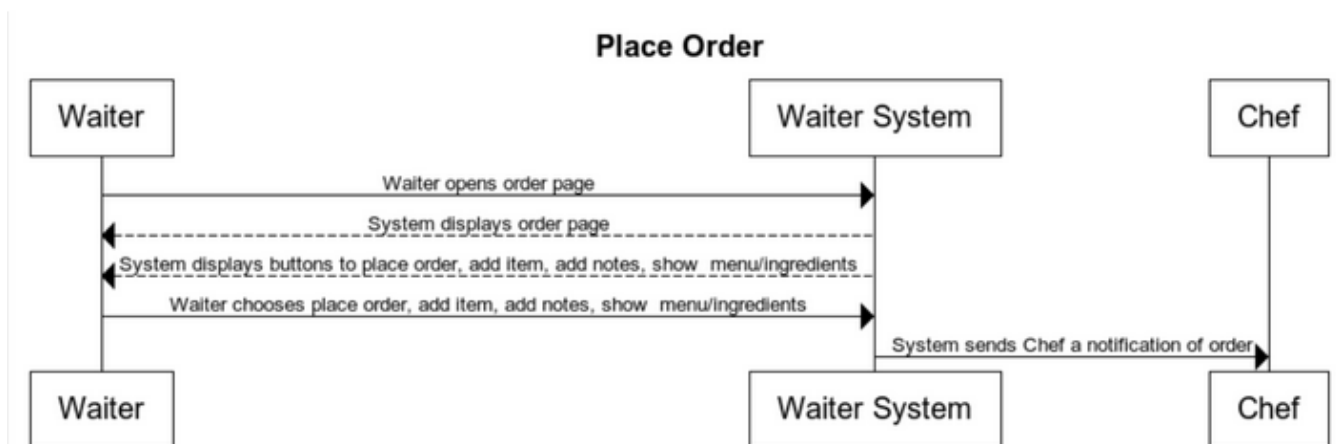 Place Order
Waiter
Waiter System
Chef
Waiter opens order page
System displays order page
System displays buttons to place order, add item, add notes, show  menu/ingredients
Waiter chooses place order, add item, add notes, show  menu/ingredients
System sends Chef a notification of order
Waiter
Waiter System
Chef